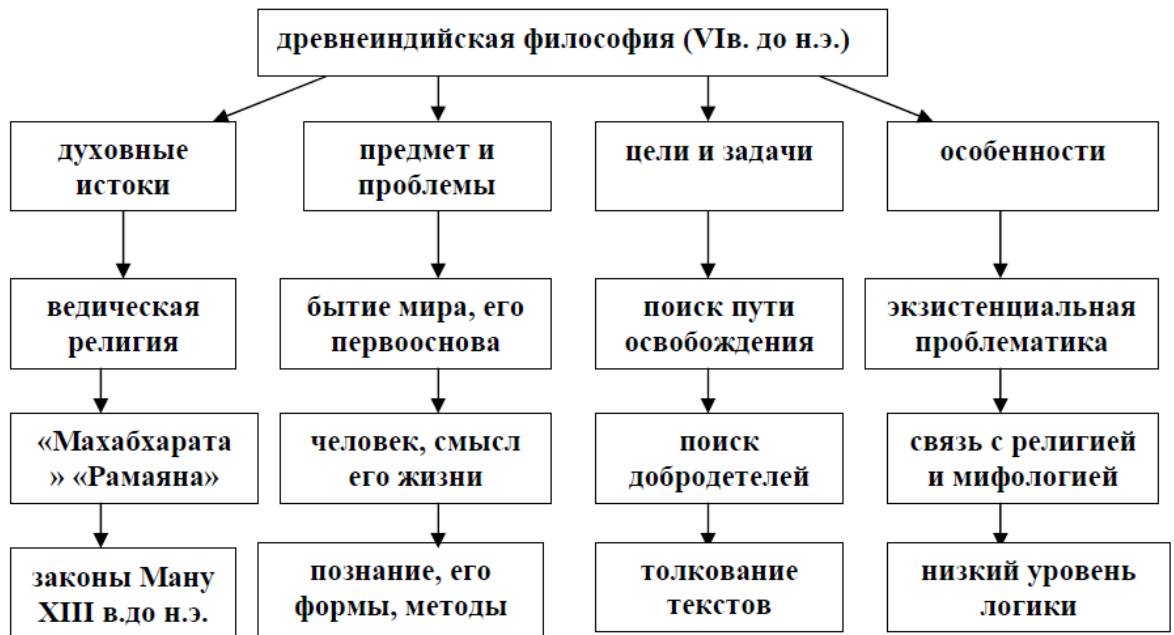 древнеиндийская философия (VIв. до н.э.)
духовные
истоки
предмет и
проблемы
цели и задачи
особенности
ведическая
религия
бытие мира, его
первооснова
поиск пути
освобождения
экзистенциальная
проблематика
«Махабхарата
» «Рамаяна»
человек, смысл
его жизни
поиск
добродетелей
связь с религией
и мифологией
законы Ману
XIII в.до н.э.
познание, его
формы, методы
толкование
текстов
низкий уровень
логики